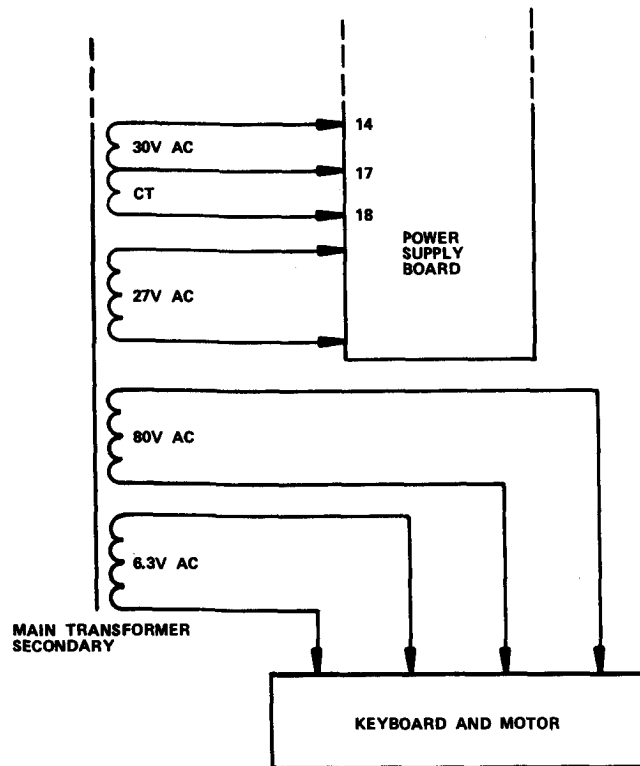 14
30V AC
17
CT
18
POWER
SUPPLY
BOARD
27V AC
80V AC
6.3V AC
MAIN TRANSFORMER
SECONDARY
KEYBOARD AND MOTOR